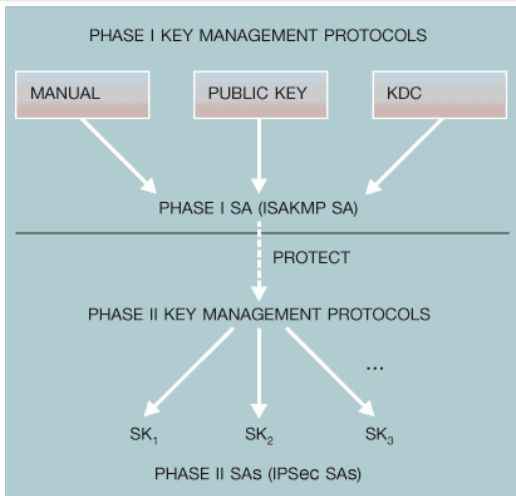 PHASE I KEY MANAGEMENT PROTOCOLS
MANUAL
PUBLIC KEY
KDC
PHASE I SA (ISAKMP SA)
PROTECT
PHASE II KEY MANAGEMENT PROTOCOLS
...
SK₁
SK₂
SK₃
PHASE II SAs (IPSec SAs)